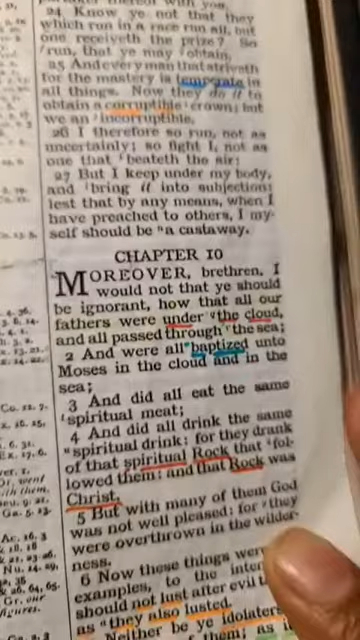 24 Know ye not that they
which run in a race run all, but
one receiveth the prize? So
run, that ye may obtain.
25 And every man that striveth
for the mastery is temperate in
all things. Now they do it to
obtain a corruptible crown; but
we an incorruptible.
26 I therefore so run, not as
uncertainly; so fight I, not as
one that beateth the air:
27 But I keep under my body,
and bring it into subjection:
lest that by any means, when I
have preached to others, I my-
self should be a castaway.
CHAPTER 10
MOREOVER, brethren, I
would not that ye should
be ignorant, how that all our
fathers were under the cloud,
and all passed through the sea;
2 And were all baptized unto
Moses in the cloud and in the
sea;
3 And did all eat the same
spiritual meat;
4 And did all drink the same
spiritual drink: for they drank
of that spiritual Rock that fol-
lowed them: and that Rock was
Christ.
5 But with many of them God
was not well pleased: for they
were overthrown in the wilder-
ness.
6 Now these things were
examples, to the inten
should not lust after evil t
as they also lusted.
Neither be ye idolaters
them; as i